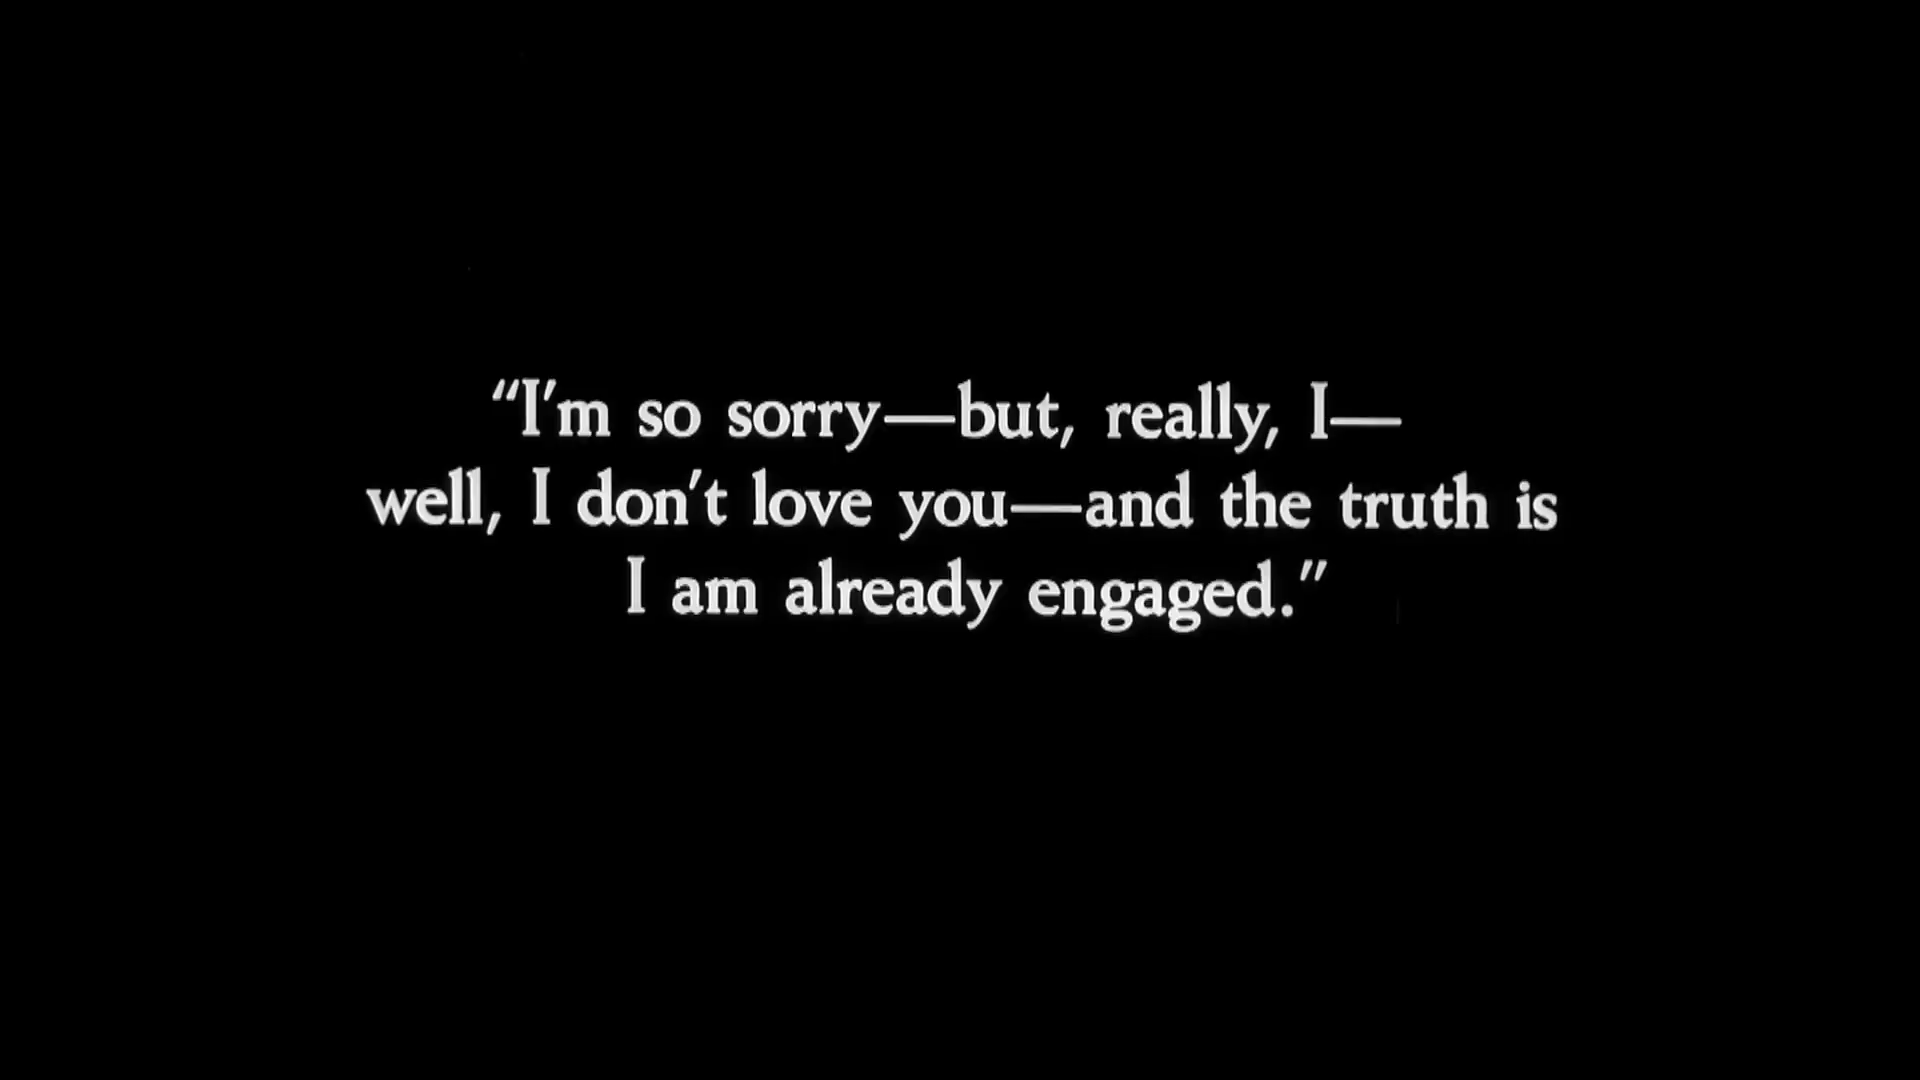 “I'm so sorry—but, really, I—
well, I don't love you—and the truth is
I am already engaged.”